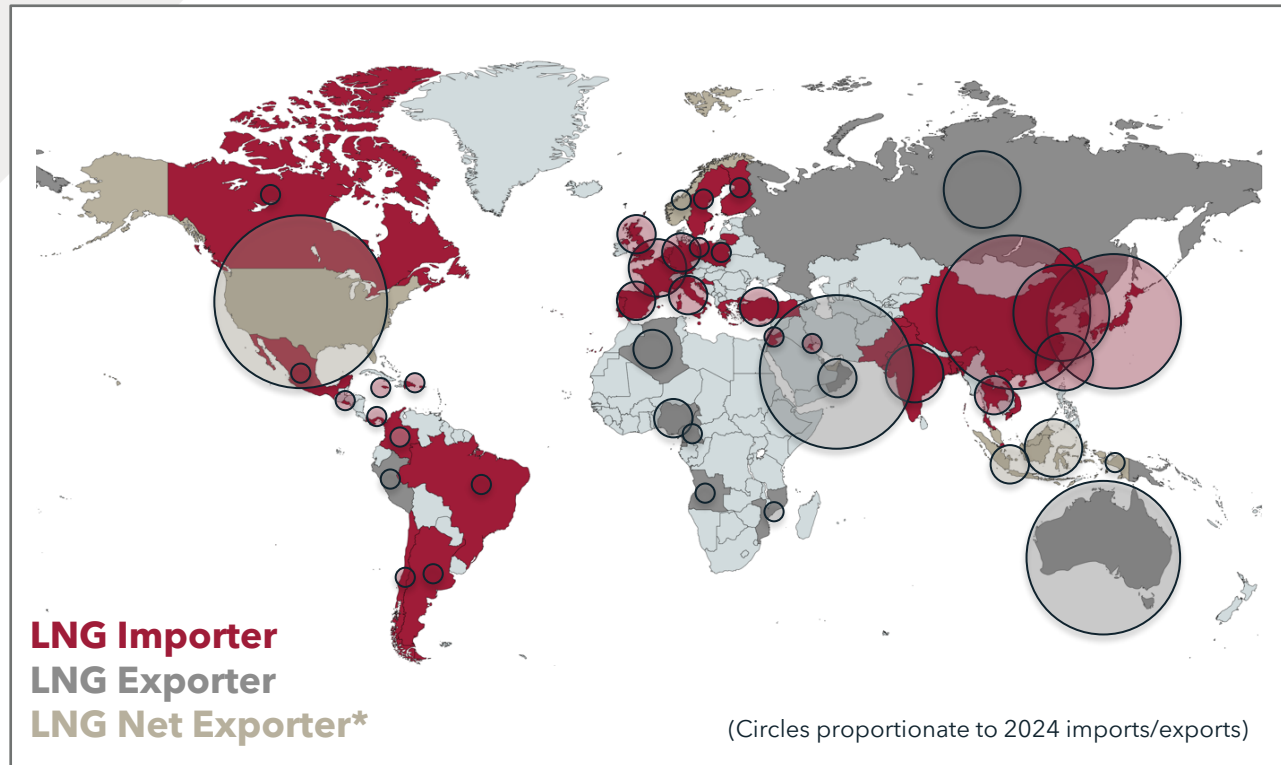 LNG Importer
LNG Exporter
LNG Net Exporter*
(Circles proportionate to 2024 imports/exports)